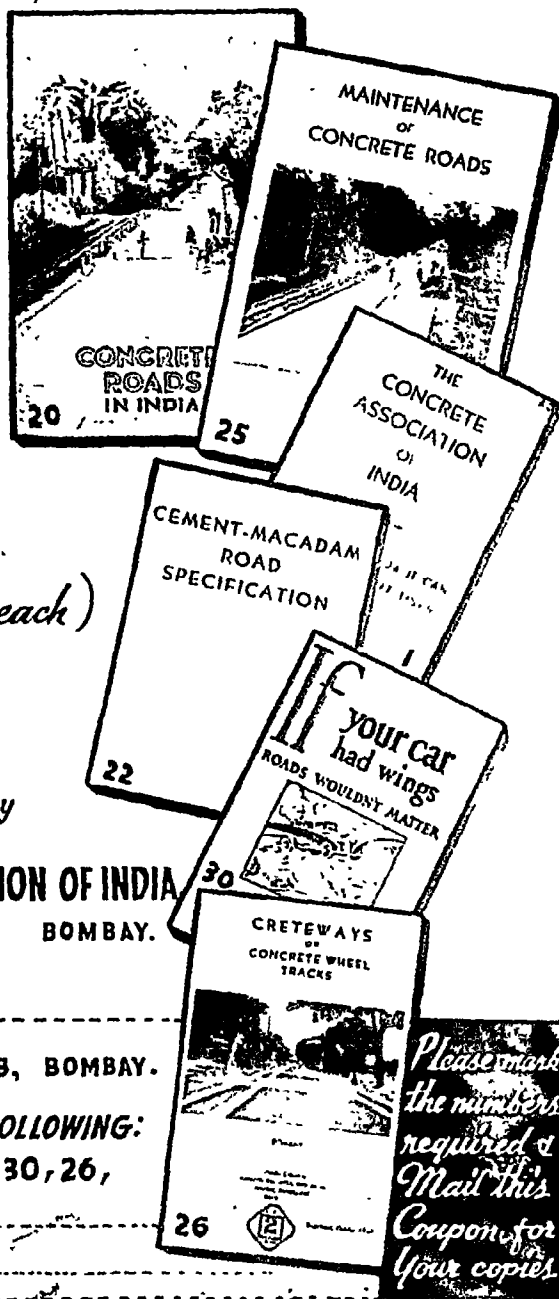 CONCRETE
ROADS
IN INDIA
20
MAINTENANCE
OF
CONCRETE ROADS
25
THE
CONCRETE
ASSOCIATION
OF
INDIA
1
CEMENT-MACADAM
ROAD
SPECIFICATION
22
each)
If your car
had wings
ROADS WOULDN'T MATTER
30
y
ION OF INDIA
BOMBAY.
CRETEWAYS
OR
CONCRETE WHEEL
TRACKS
26
3, BOMBAY.
OLLOWING:
30, 26,
Please mark
the numbers
required &
Mail this
Coupon for
Your copies